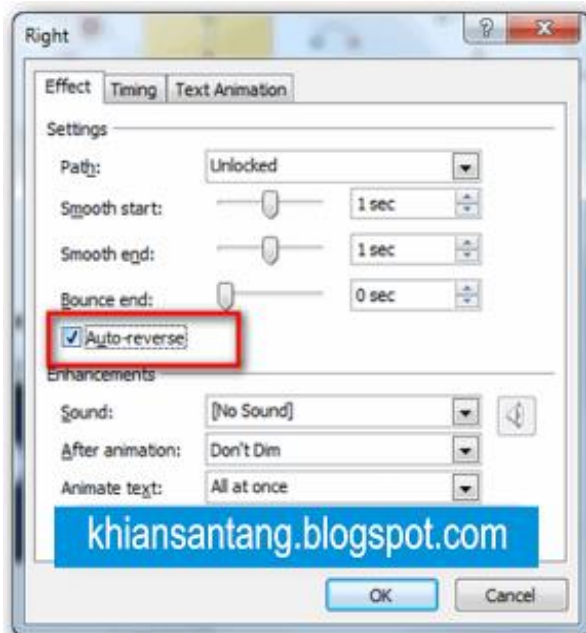 Right
Effect Timing Text Animation
Settings
Path: Unlocked
Smooth start: 1 sec
Smooth end: 1 sec
Bounce end: 0 sec
Auto-reverse
Enhancements
Sound: [No Sound]
After animation: Don't Dim
Animate text: All at once
khiansantang.blogspot.com
OK Cancel